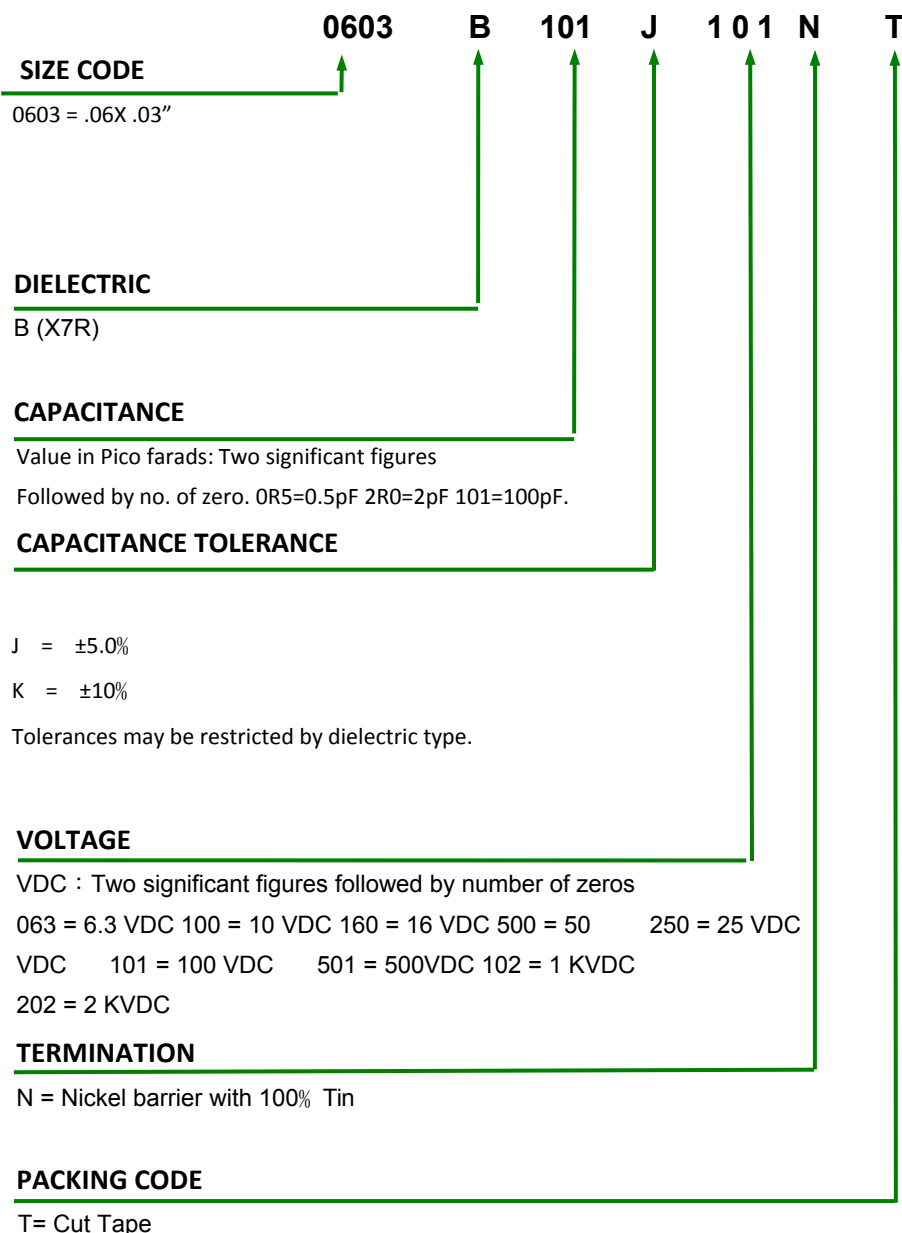 0603 B 101 J 1 0 1 N T
SIZE CODE
0603 = .06X .03”
DIELECTRIC
B (X7R)
CAPACITANCE
Value in Pico farads: Two significant figures
Followed by no. of zero. 0R5=0.5pF 2R0=2pF 101=100pF.
CAPACITANCE TOLERANCE
J = ±5.0%
K = ±10%
Tolerances may be restricted by dielectric type.
VOLTAGE
VDC：Two significant figures followed by number of zeros
063 = 6.3 VDC 100 = 10 VDC 160 = 16 VDC 500 = 50 250 = 25 VDC
VDC 101 = 100 VDC 501 = 500VDC 102 = 1 KVDC
202 = 2 KVDC
TERMINATION
N = Nickel barrier with 100% Tin
PACKING CODE
T= Cut Tape